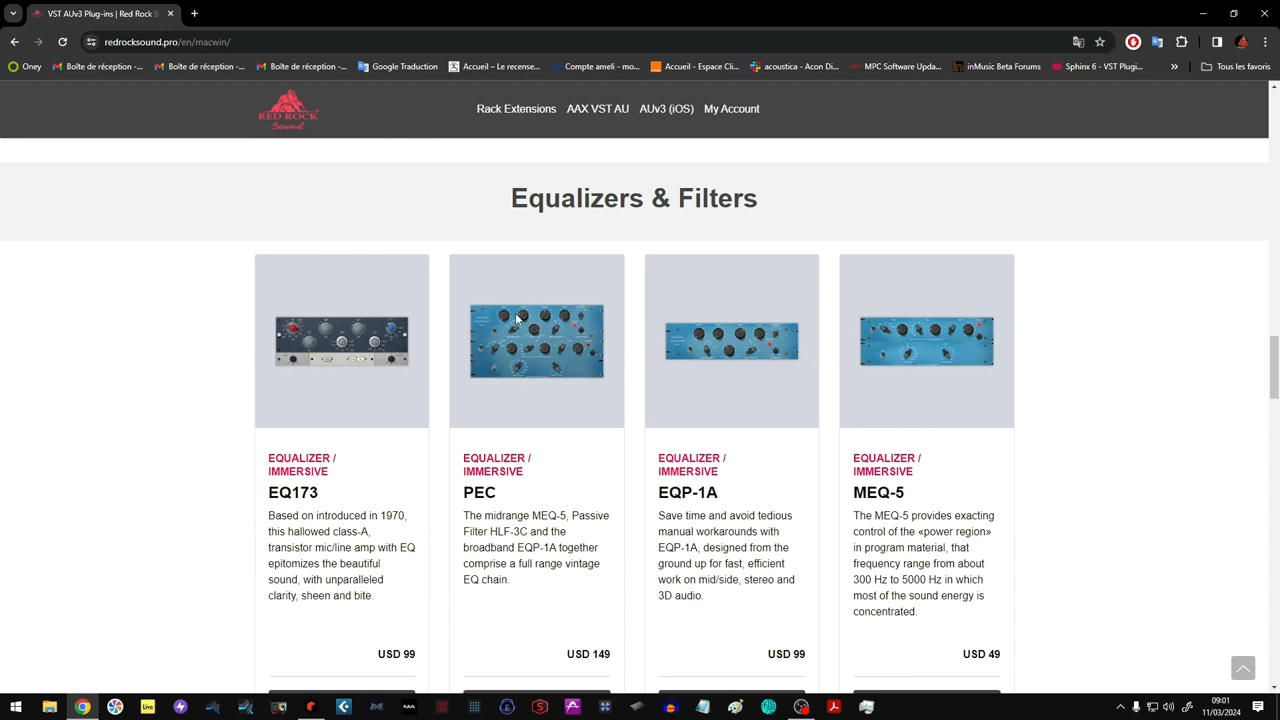 VST AUv3 Plug-ins | Red Rock S
redrocksound.pro/en/macwin/
Oney
Boîte de réception -...
Boîte de réception -...
Boîte de réception -...
Google Traduction
Accueil – Le recense...
Compte ameli - mo...
Accueil - Espace Cli...
acoustica - Acon Di...
MPC Software Upda...
inMusic Beta Forums
Sphinx 6 - VST Plugi...
Tous les favoris
RED ROCK
Sound
Rack Extensions
AAX VST AU
AUv3 (iOS)
My Account
Equalizers & Filters
EQUALIZER /
IMMERSIVE
EQ173
Based on introduced in 1970,
this hallowed class-A,
transistor mic/line amp with EQ
epitomizes the beautiful
sound, with unparalleled
clarity, sheen and bite.
USD 99
EQUALIZER /
IMMERSIVE
PEC
The midrange MEQ-5, Passive
Filter HLF-3C and the
broadband EQP-1A together
comprise a full range vintage
EQ chain.
USD 149
EQUALIZER /
IMMERSIVE
EQP-1A
Save time and avoid tedious
manual workarounds with
EQP-1A, designed from the
ground up for fast, efficient
work on mid/side, stereo and
3D audio.
USD 99
EQUALIZER /
IMMERSIVE
MEQ-5
The MEQ-5 provides exacting
control of the «power region»
in program material, that
frequency range from about
300 Hz to 5000 Hz in which
most of the sound energy is
concentrated.
USD 49
Live
09:01
11/03/2024